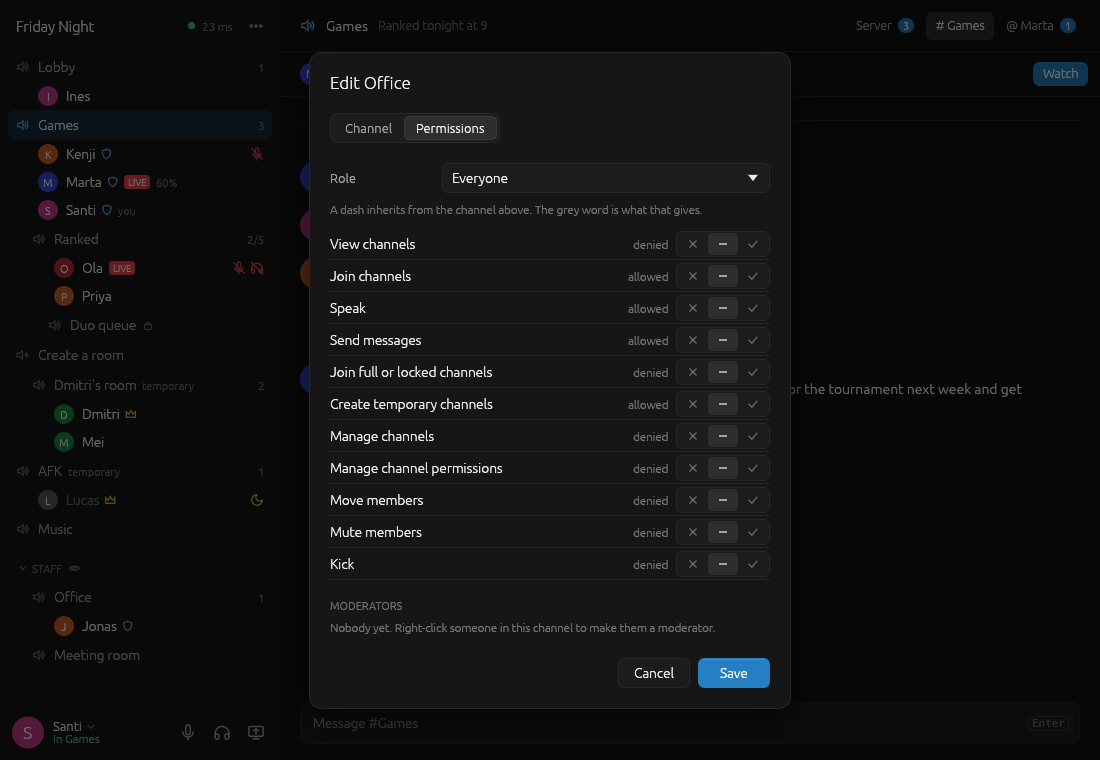 Friday Night
23 ms
Lobby 1
I Ines
Games 3
K Kenji
M Marta LIVE 60%
S Santi you
Ranked 2/5
O Ola LIVE
P Priya
Duo queue
Create a room
Dmitri's room temporary 2
D Dmitri
M Mei
AFK temporary 1
L Lucas
Music
STAFF
Office 1
J Jonas
Meeting room
S Santi
In Games
Games Ranked tonight at 9
Server 3
# Games
@ Marta 1
Watch
or the tournament next week and get
Message #Games
Enter
Edit Office
Channel Permissions
Role Everyone
A dash inherits from the channel above. The grey word is what that gives.
View channels denied
Join channels allowed
Speak allowed
Send messages allowed
Join full or locked channels denied
Create temporary channels allowed
Manage channels denied
Manage channel permissions denied
Move members denied
Mute members denied
Kick denied
MODERATORS
Nobody yet. Right-click someone in this channel to make them a moderator.
Cancel Save